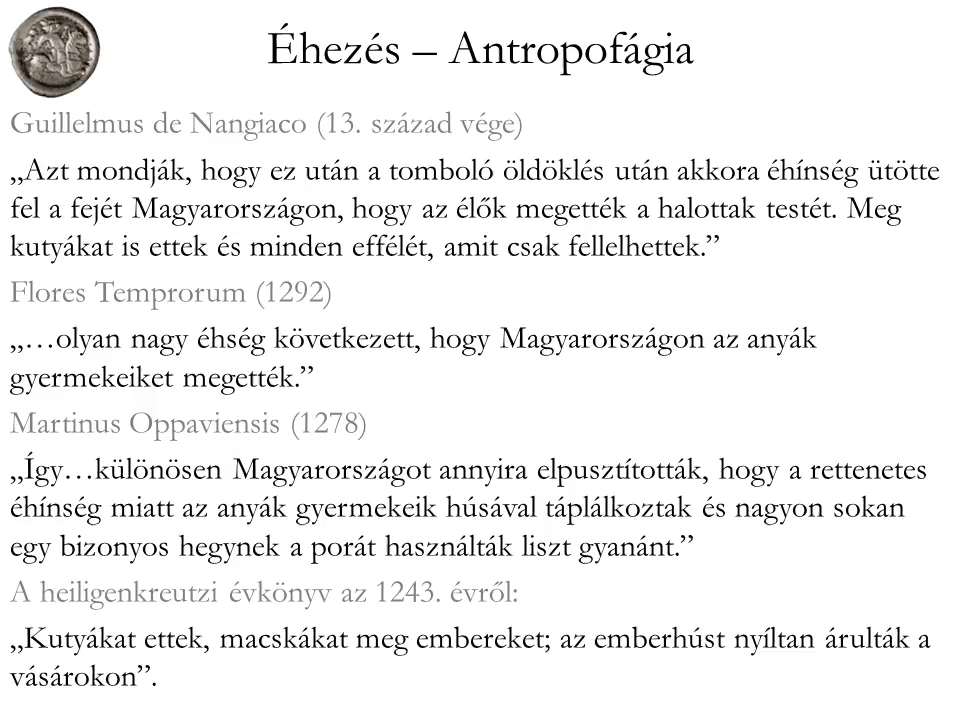 Éhezés – Antropofágia
Guillelmus de Nangiaco (13. század vége)
„Azt mondják, hogy ez után a tomboló öldöklés után akkora éhínség ütötte
fel a fejét Magyarországon, hogy az élők megették a halottak testét. Meg
kutyákat is ettek és minden effélét, amit csak fellelhettek.”
Flores Temprorum (1292)
„…olyan nagy éhség következett, hogy Magyarországon az anyák
gyermekeiket megették.”
Martinus Oppaviensis (1278)
„Így…különösen Magyarországot annyira elpusztították, hogy a rettenetes
éhínség miatt az anyák gyermekeik húsával táplálkoztak és nagyon sokan
egy bizonyos hegynek a porát használták liszt gyanánt.”
A heiligenkreutzi évkönyv az 1243. évről:
„Kutyákat ettek, macskákat meg embereket; az emberhúst nyíltan árulták a
vásárokon”.